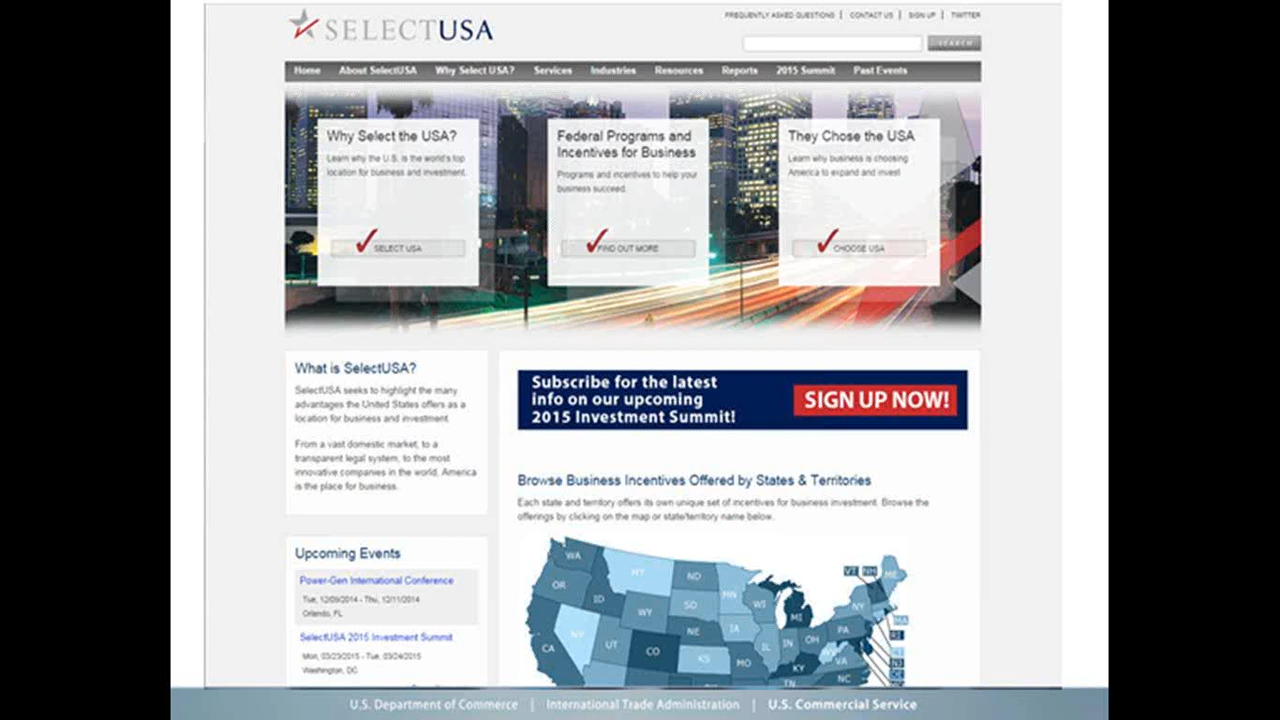 SELECTUSA
FREQUENTLY ASKED QUESTIONS | CONTACT US | SIGN UP | TWITTER
SEARCH
Home About SelectUSA Why Select USA? Services Industries Resources Reports 2015 Summit Past Events
Why Select the USA?
Learn why the U.S. is the world's top
location for business and investment.
SELECT USA
Federal Programs and
Incentives for Business
Programs and incentives to help your
business succeed.
FIND OUT MORE
They Chose the USA
Learn why business is choosing
America to expand and invest
CHOOSE USA
What is SelectUSA?
SelectUSA seeks to highlight the many
advantages the United States offers as a
location for business and investment
From a vast domestic market, to a
transparent legal system, to the most
innovative companies in the world, America
is the place for business.
Upcoming Events
Power-Gen International Conference
Tue, 12/09/2014 - Thu, 12/11/2014
Orlando, FL
SelectUSA 2015 Investment Summit
Mon, 03/23/2015 - Tue, 03/24/2015
Washington, DC
Subscribe for the latest
info on our upcoming
2015 Investment Summit!
SIGN UP NOW!
Browse Business Incentives Offered by States & Territories
Each state and territory offers its own unique set of incentives for business investment. Browse the
offerings by clicking on the map or state/territory name below.
WA MT ND VT NH ME
OR ID WY SD MN WI MI NY MA
RI
NV UT NE IA IL IN OH PA
NJ
CA CO KS MO KY WV VA
DE
TN NC
U.S. Department of Commerce | International Trade Administration | U.S. Commercial Service